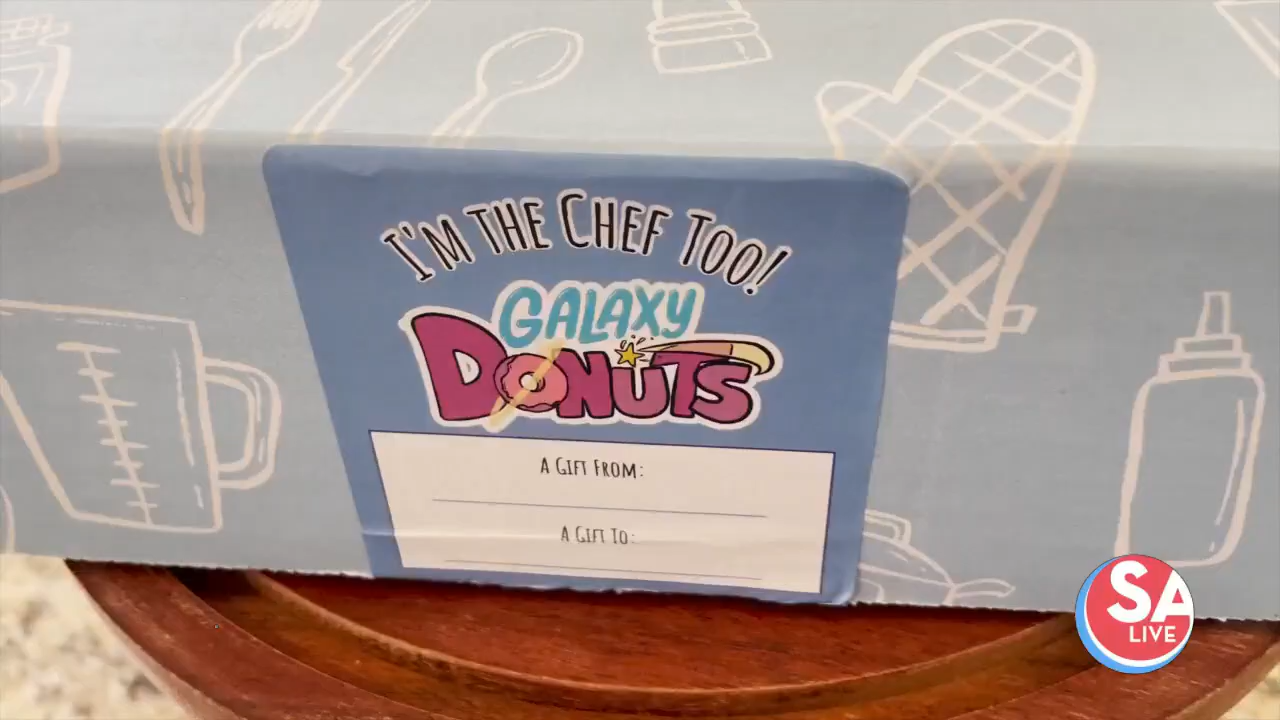 I'M THE CHEF TOO!
GALAXY
DONUTS
A GIFT FROM:
A GIFT TO:
SA
LIVE